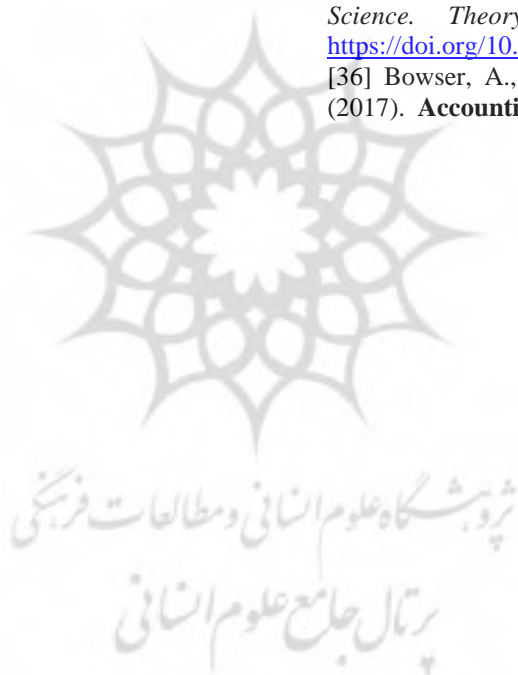 Science. Theory
https://doi.org/10.
[36] Bowser, A.,
(2017). Accounti
پژوهشگاه علوم انسانی و مطالعات فرهنگی
پرتال جامع علوم انسانی